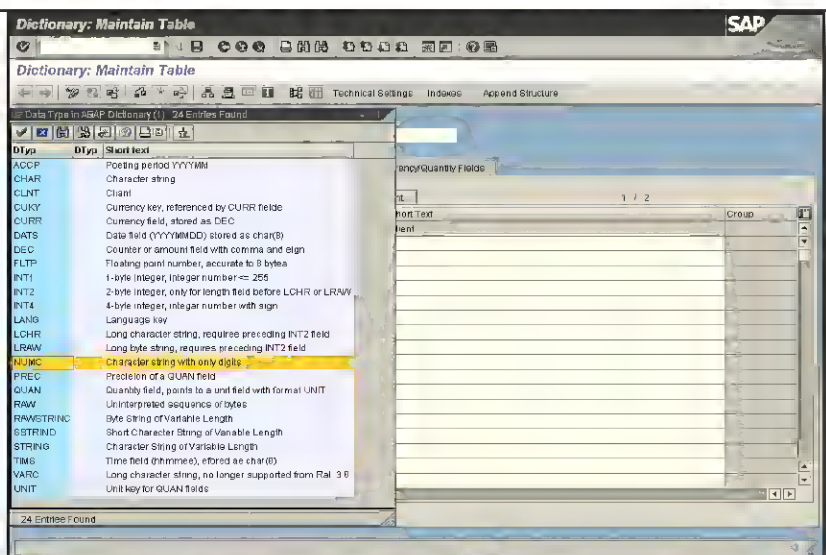 Dictionary: Maintain Table
SAP
Dictionary: Maintain Table
Technical Settings Indexes Append Structure
Data Type in ABAP Dictionary (1) 24 Entries Found
DTyp DTyp Short text
ACCP Posting period YYYYMM
CHAR Character string
CLNT Client
CUKY Currency key, referenced by CURR fields
CURR Currency field, stored as DEC
DATS Date field (YYYYMMDD) stored as char(8)
DEC Counter or amount field with comma and sign
FLTP Floating point number, accurate to 8 bytes
INT1 1-byte integer, integer number <= 255
INT2 2-byte integer, only for length field before LCHR or LRAW
INT4 4-byte integer, integer number with sign
LANG Language key
LCHR Long character string, requires preceding INT2 field
LRAW Long byte string, requires preceding INT2 field
NUMC Character string with only digits
PREC Precision of a QUAN field
QUAN Quantity field, points to a unit field with format UNIT
RAW Uninterpreted sequence of bytes
RAWSTRING Byte String of Variable Length
SSTRING Short Character String of Variable Length
STRING Character String of Variable Length
TIMS Time field (hhmmss), stored as char(6)
VARC Long character string, no longer supported from Rel. 3.0
UNIT Unit key for QUAN fields
24 Entries Found
ency/Quantity Fields
nt
1 / 2
hort Text Group
lient